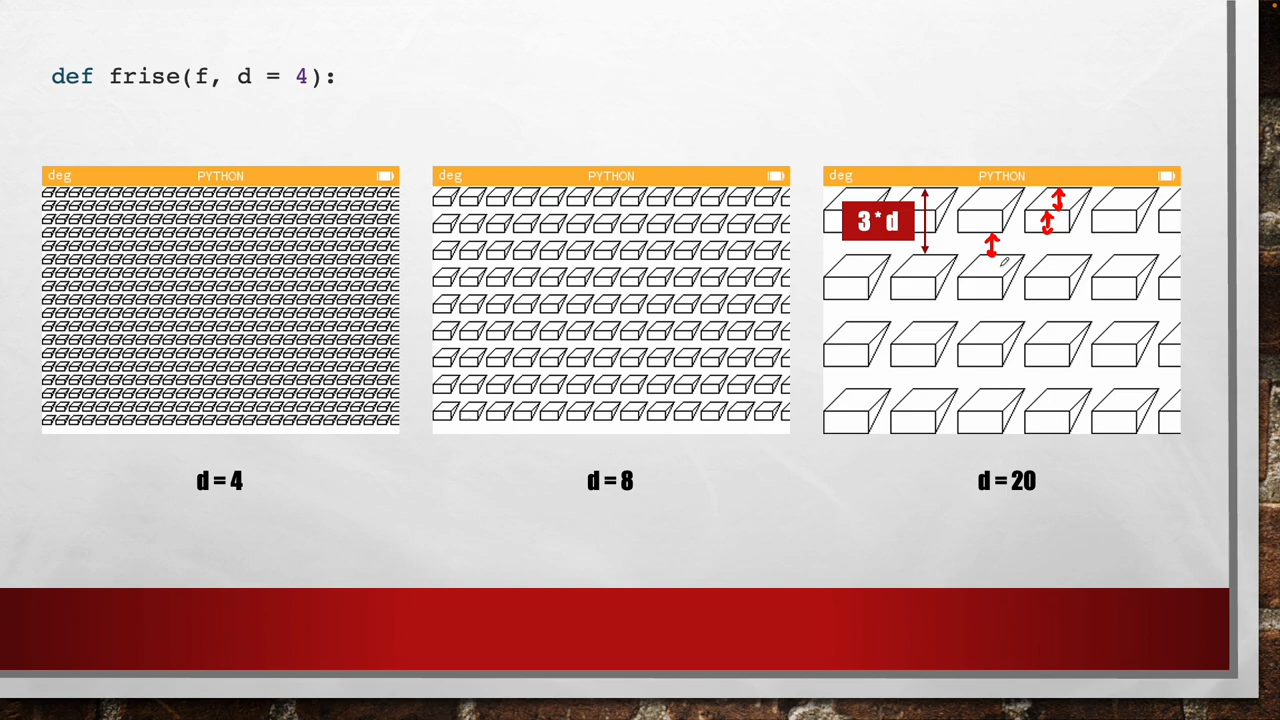 def frise(f, d = 4):
deg PYTHON
deg PYTHON
deg PYTHON
3 * d
d = 4
d = 8
d = 20